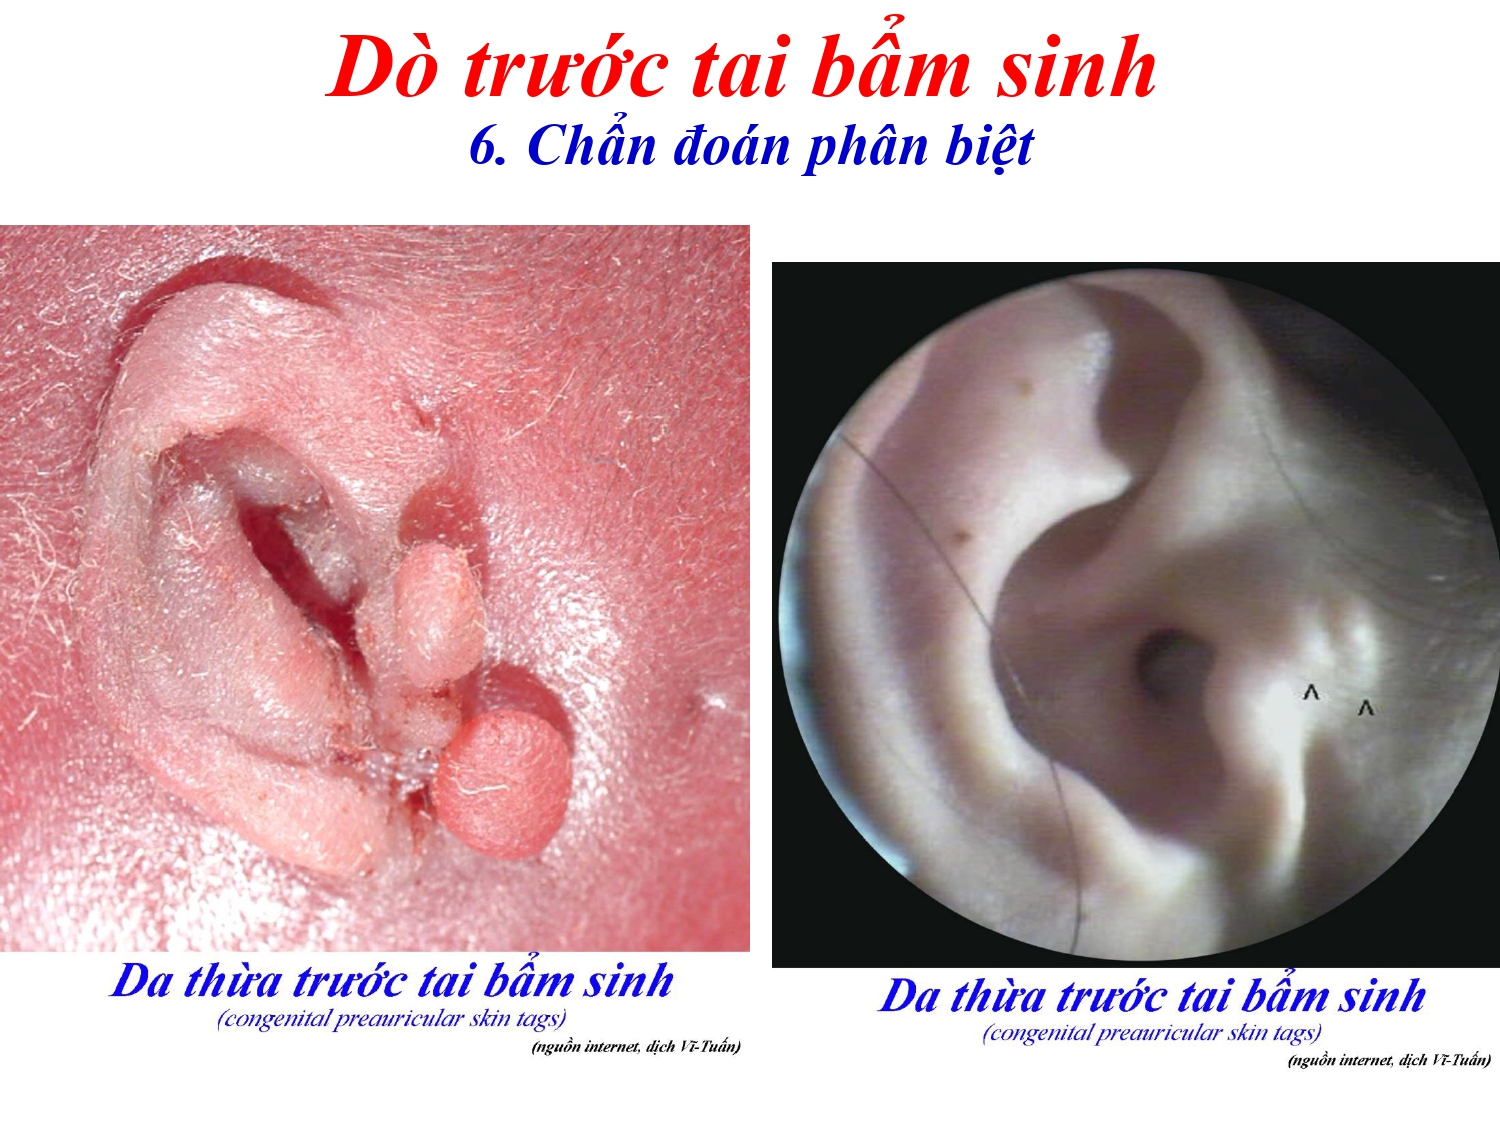 Dò trước tai bẩm sinh
6. Chẩn đoán phân biệt
^
^
Da thừa trước tai bẩm sinh
(congenital preauricular skin tags)
(nguồn internet, dịch Vĩ-Tuấn)
Da thừa trước tai bẩm sinh
(congenital preauricular skin tags)
(nguồn internet, dịch Vĩ-Tuấn)